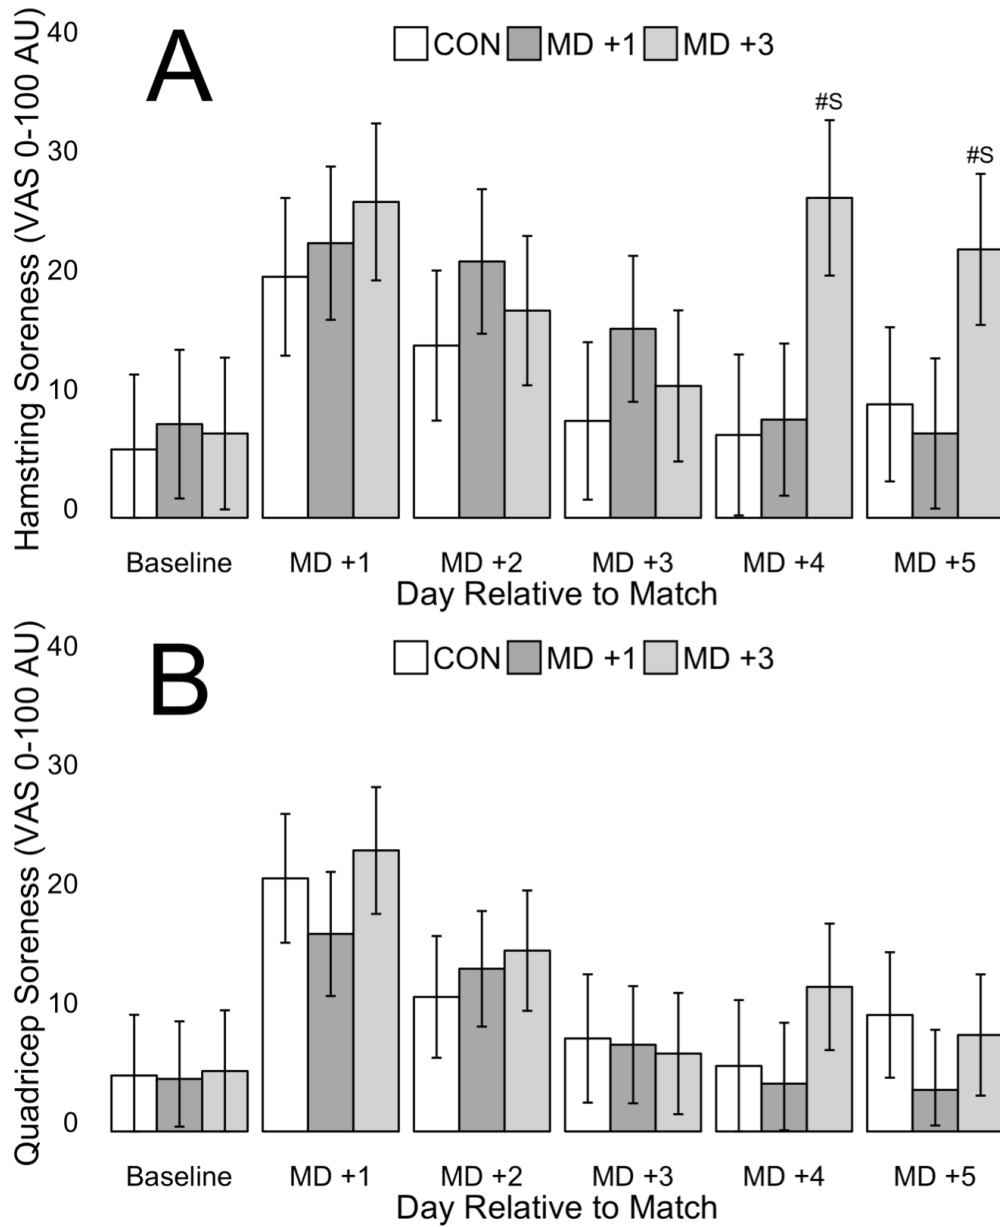 A
CON MD +1 MD +3
Hamstring Soreness (VAS 0-100 AU)
40
30
20
10
0
#S
#S
Baseline MD +1 MD +2 MD +3 MD +4 MD +5
Day Relative to Match
B
CON MD +1 MD +3
Quadricep Soreness (VAS 0-100 AU)
40
30
20
10
0
Baseline MD +1 MD +2 MD +3 MD +4 MD +5
Day Relative to Match